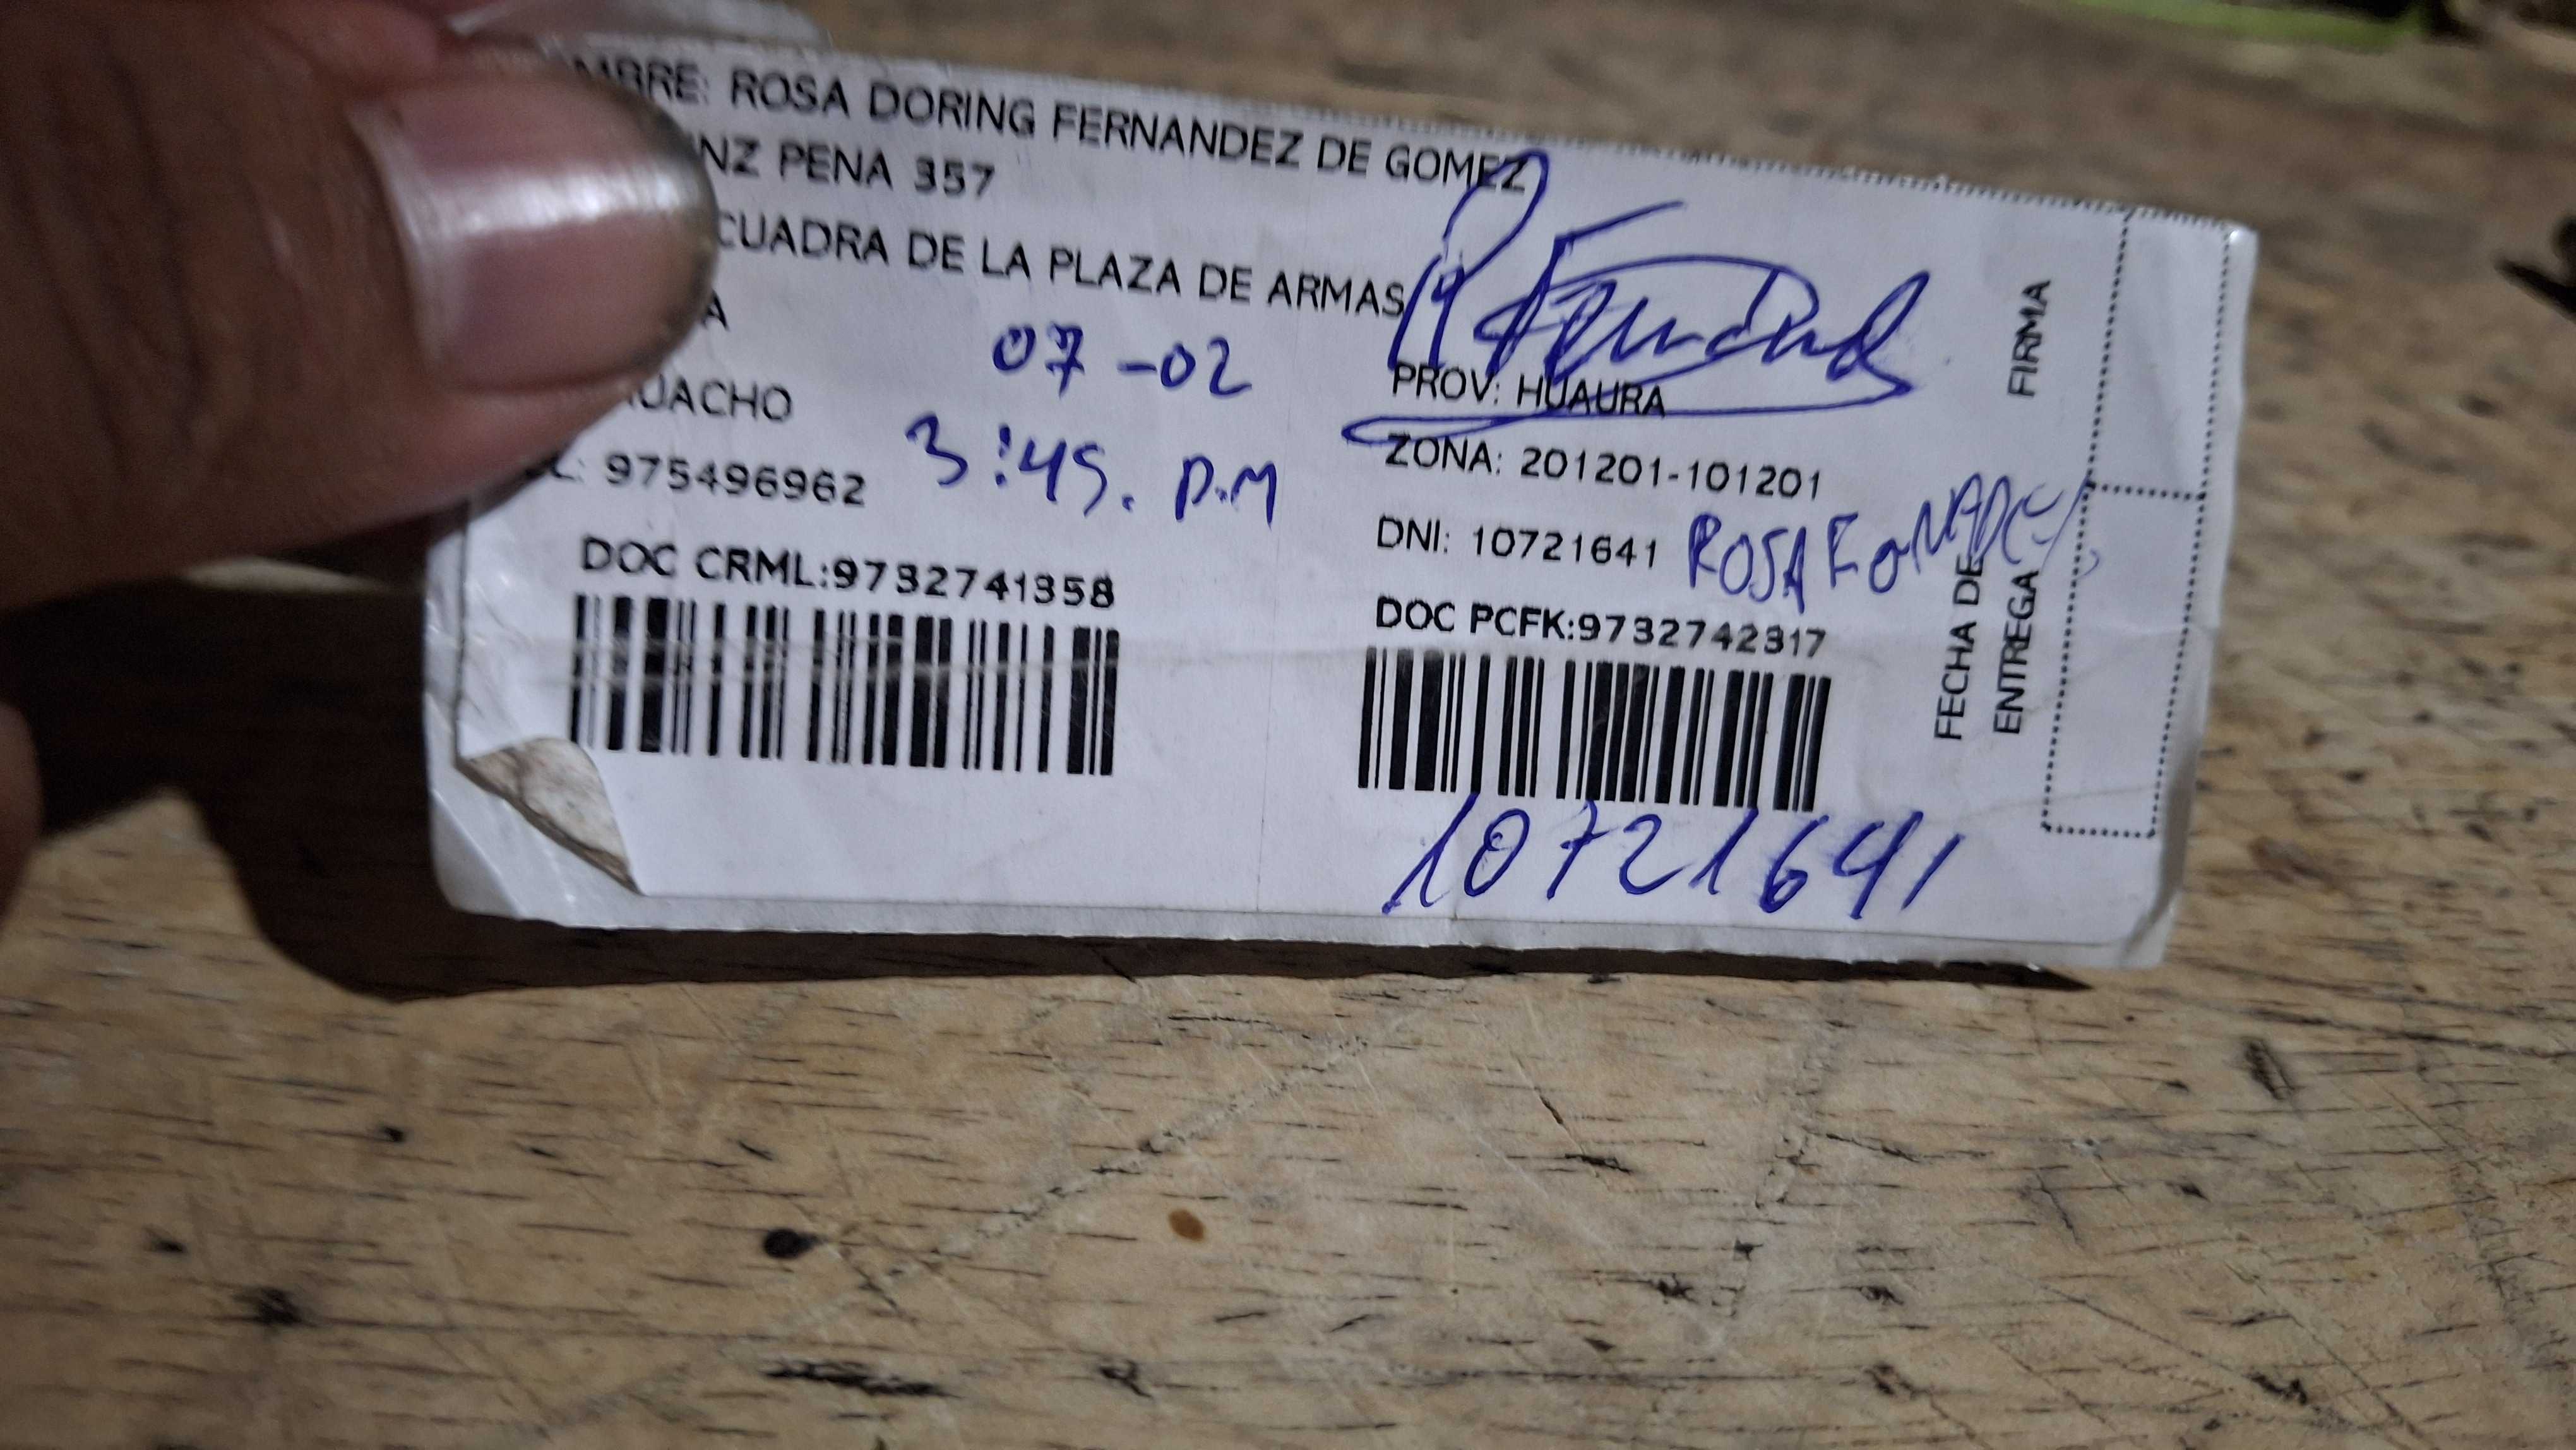 MBRE: ROSA DORING FERNANDEZ DE GOMEZ
NZ PENA 357
CUADRA DE LA PLAZA DE ARMAS
A
07-02
UACHO
PROV: HUAURA
L: 975496962
3:45. P.M
ZONA: 201201-101201
DNI: 10721641
ROSA
DOC CRML:9732741358
DOC PCFK:9732742317
10721641
FIRMA
FECHA DE
ENTREGA